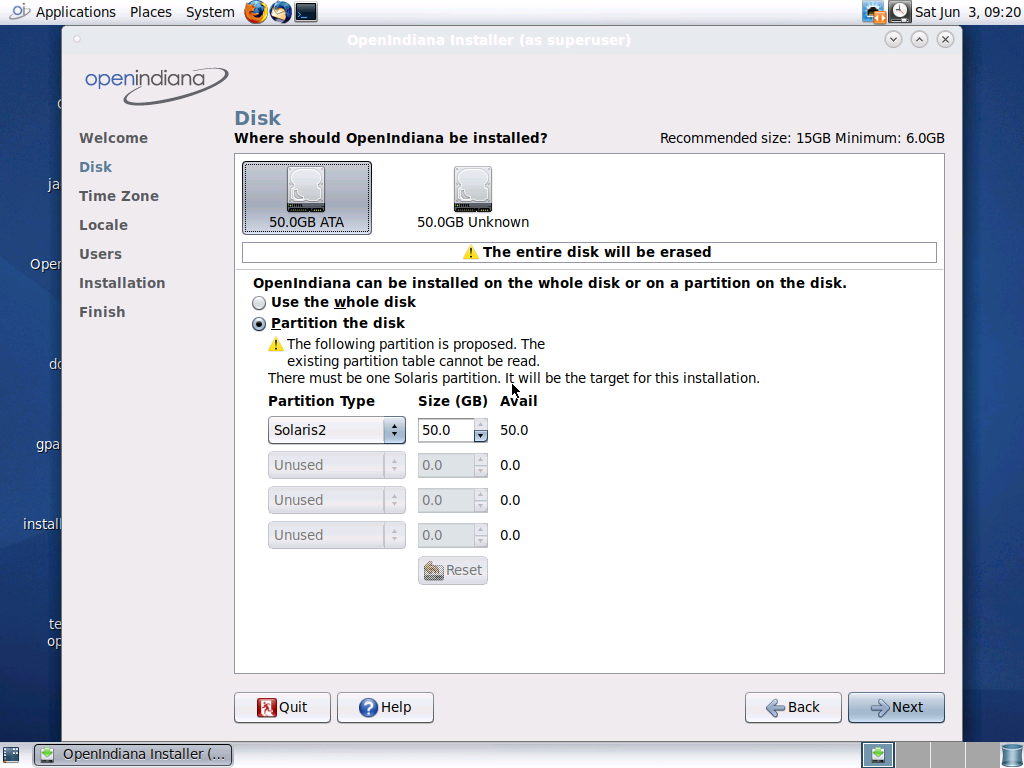 Applications Places System
Sat Jun 3, 09:20
OpenIndiana Installer (as superuser)
openindiana
Disk
Where should OpenIndiana be installed?
Recommended size: 15GB Minimum: 6.0GB
Welcome
Disk
Time Zone
Locale
Users
Installation
Finish
50.0GB ATA
50.0GB Unknown
The entire disk will be erased
OpenIndiana can be installed on the whole disk or on a partition on the disk.
Use the whole disk
Partition the disk
The following partition is proposed. The
existing partition table cannot be read.
There must be one Solaris partition. It will be the target for this installation.
Partition Type Size (GB) Avail
Solaris2 50.0 50.0
Unused 0.0 0.0
Unused 0.0 0.0
Unused 0.0 0.0
Reset
Quit
Help
Back
Next
ja
Open
do
gpa
install
te
op
OpenIndiana Installer (...